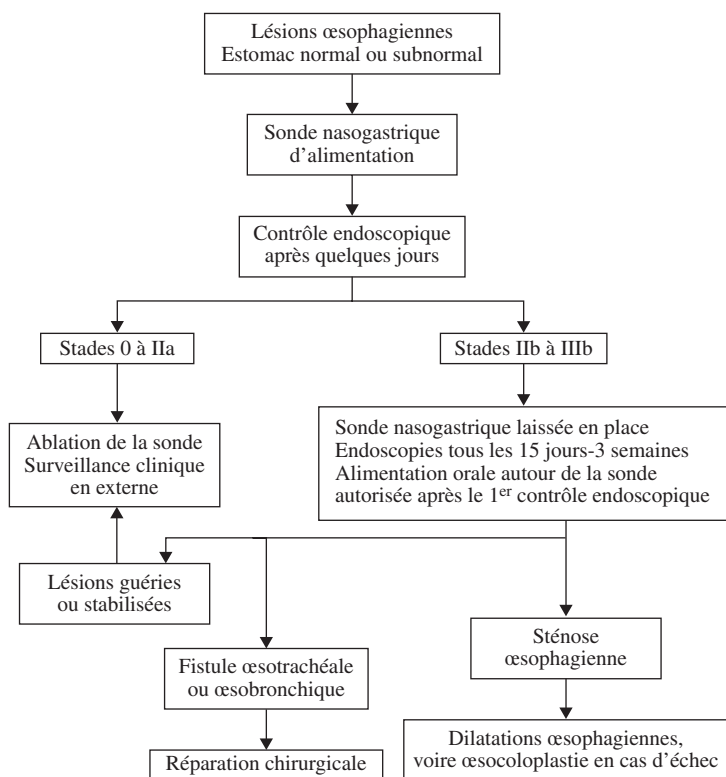 Lésions œsophagiennes
Estomac normal ou subnormal
Sonde nasogastrique
d’alimentation
Contrôle endoscopique
après quelques jours
Stades 0 à IIa
Stades IIb à IIIb
Ablation de la sonde
Surveillance clinique
en externe
Sonde nasogastrique laissée en place
Endoscopies tous les 15 jours-3 semaines
Alimentation orale autour de la sonde
autorisée après le 1er contrôle endoscopique
Lésions guéries
ou stabilisées
Fistule œsotrachéale
ou œsobronchique
Sténose
œsophagienne
Réparation chirurgicale
Dilatations œsophagiennes,
voire œsocoloplastie en cas d’échec